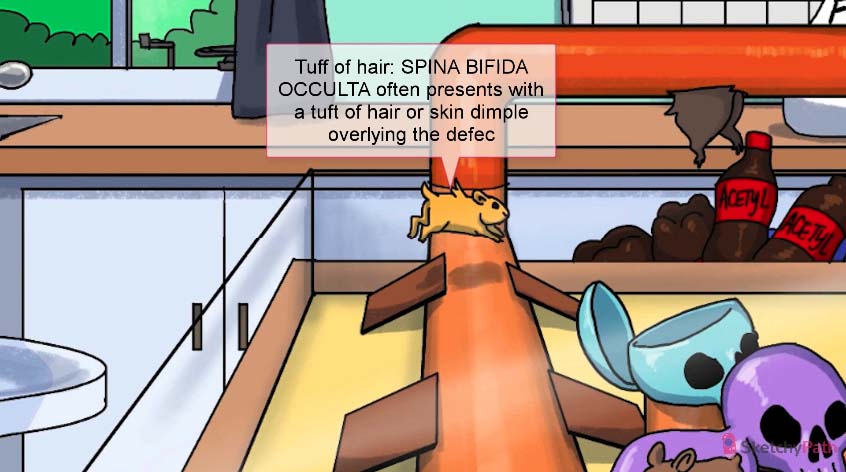 Tuff of hair: SPINA BIFIDA
OCCULTA often presents with
a tuft of hair or skin dimple
overlying the defec
ACETYL
ACETYL
SketchyPath